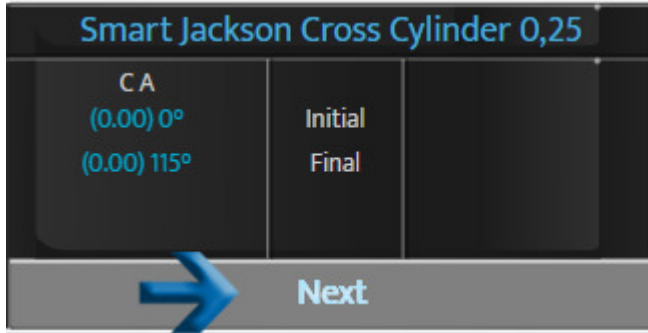 Smart Jackson Cross Cylinder 0,25
C A
(0.00) 0º Initial
(0.00) 115º Final
Next